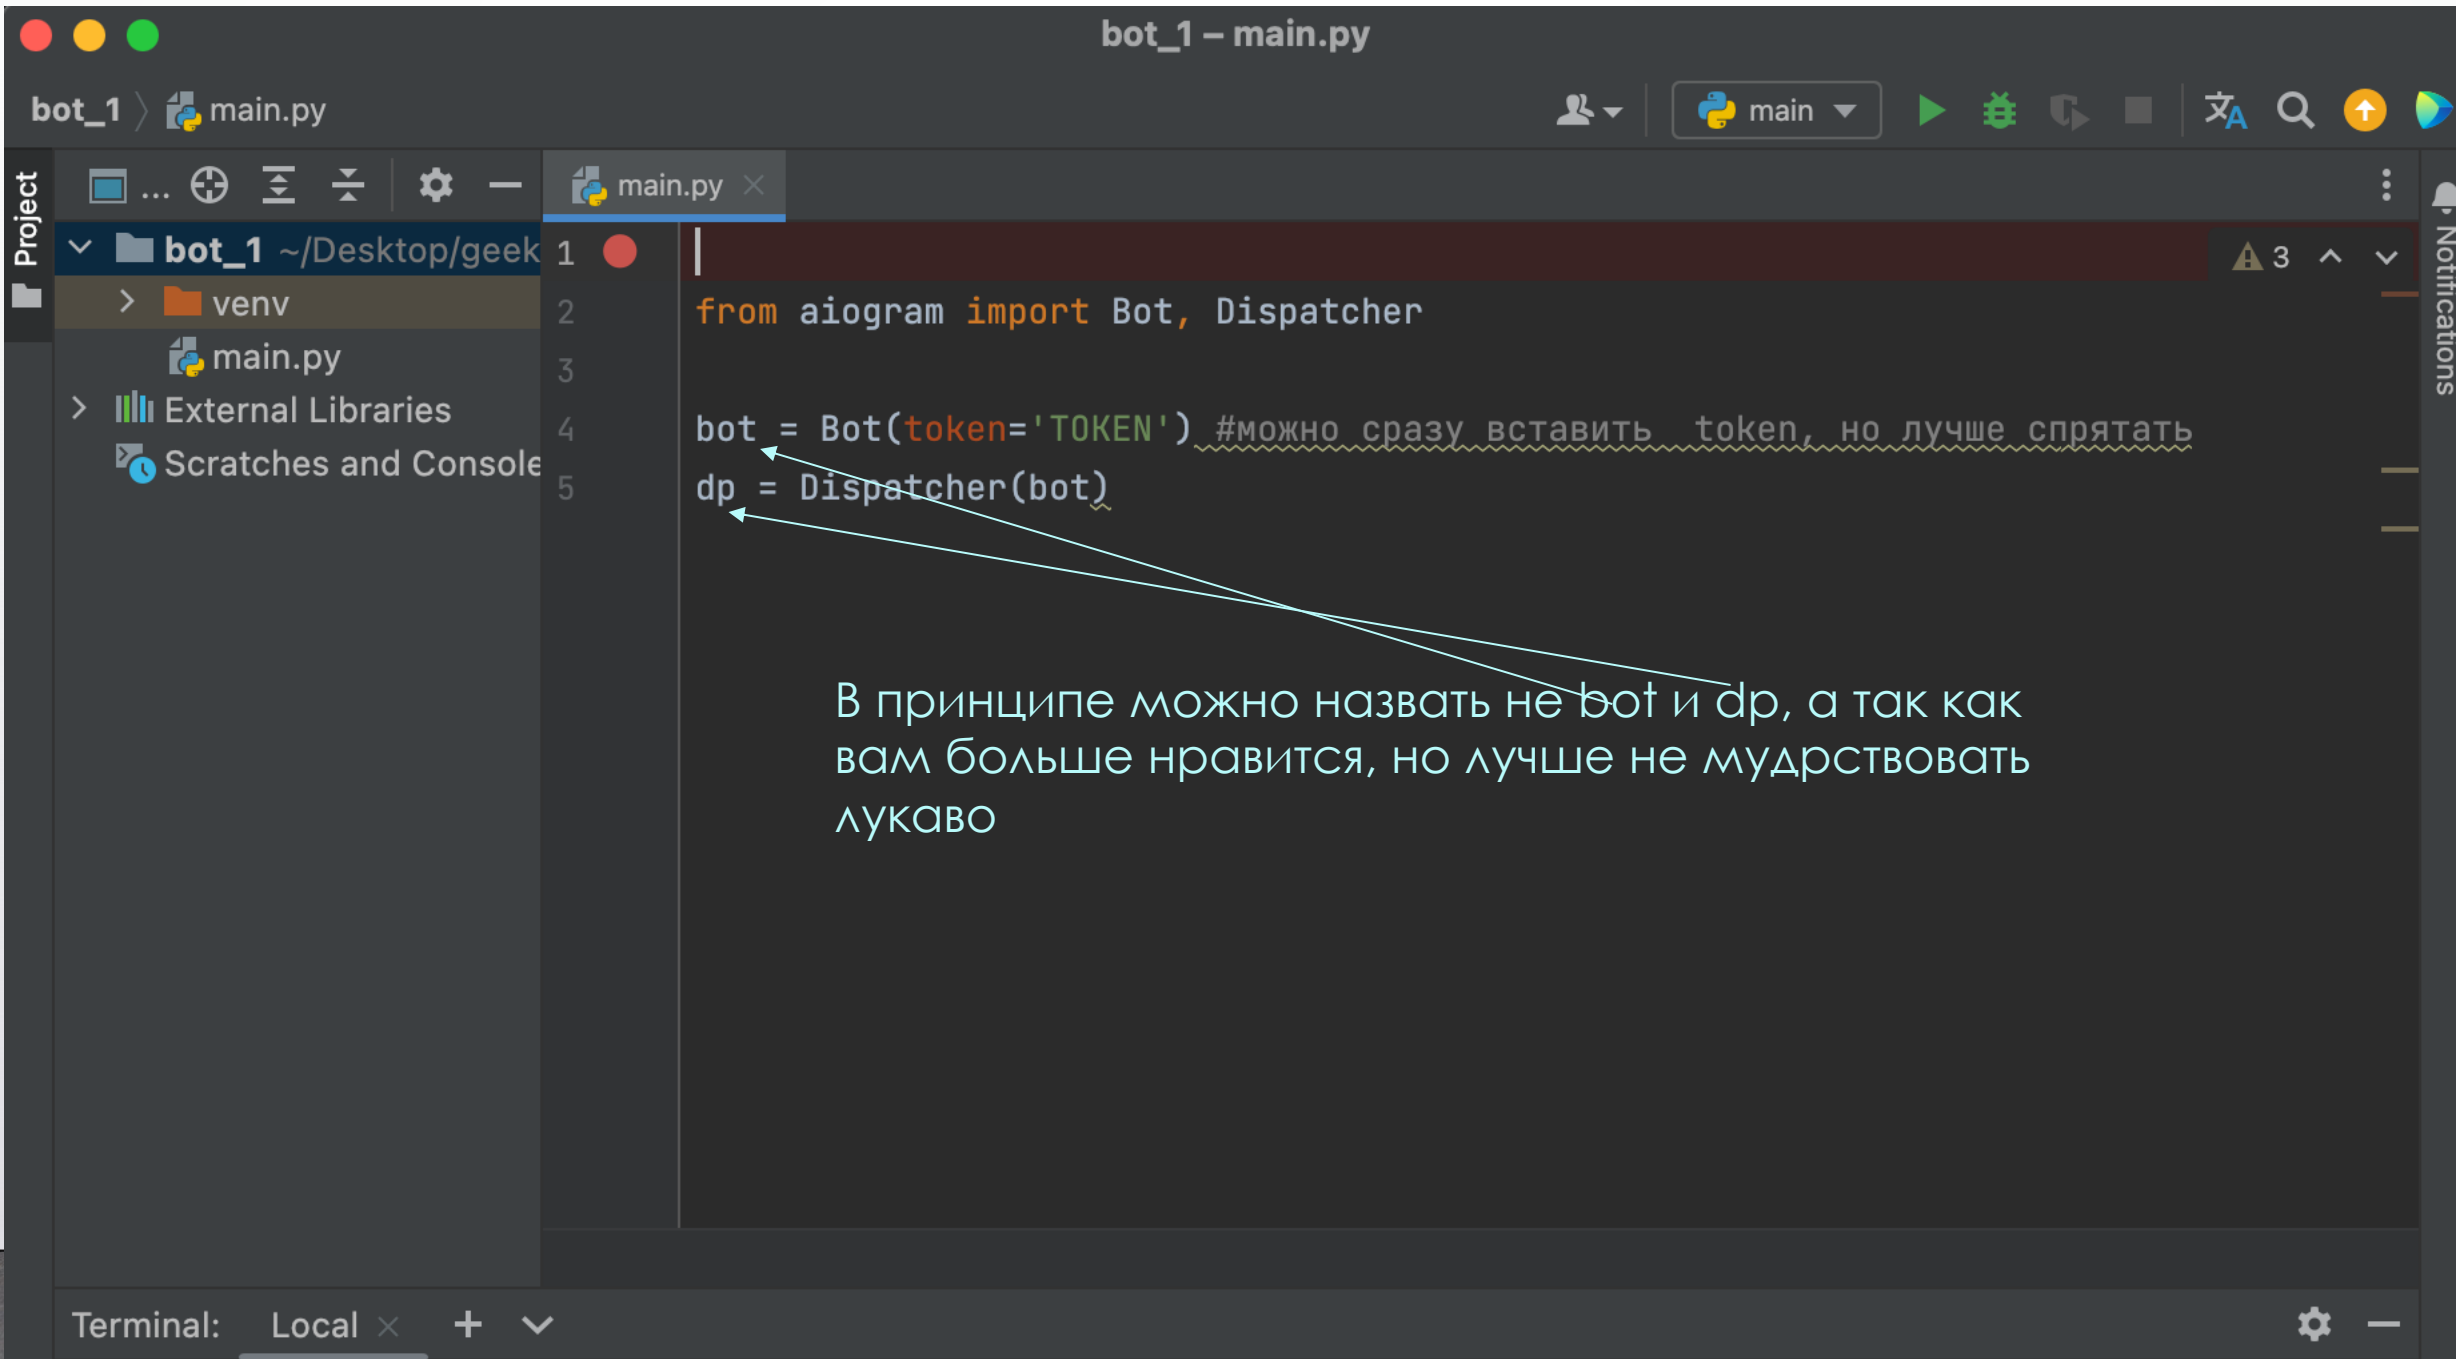 bot_1 – main.py
bot_1 main.py
main
Project
... main.py
bot_1 ~/Desktop/geek
venv
main.py
External Libraries
Scratches and Console
1
3
2 from aiogram import Bot, Dispatcher
3
4 bot = Bot(token='TOKEN') #можно сразу вставить  token, но лучше спрятать
5 dp = Dispatcher(bot)
В принципе можно назвать не bot и dp, а так как
вам больше нравится, но лучше не мудрствовать
лукаво
Notifications
Terminal: Local